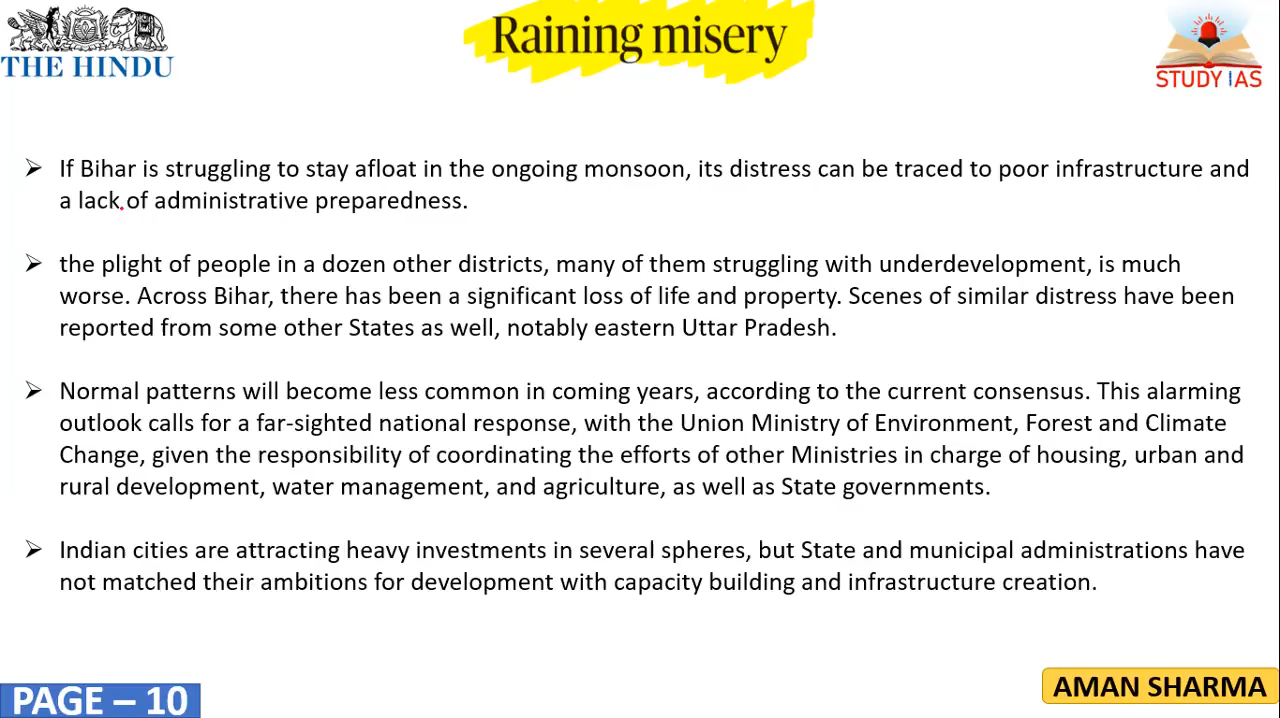 THE HINDU
Raining misery
STUDY IAS
➢ If Bihar is struggling to stay afloat in the ongoing monsoon, its distress can be traced to poor infrastructure and
a lack of administrative preparedness.
➢ the plight of people in a dozen other districts, many of them struggling with underdevelopment, is much
worse. Across Bihar, there has been a significant loss of life and property. Scenes of similar distress have been
reported from some other States as well, notably eastern Uttar Pradesh.
➢ Normal patterns will become less common in coming years, according to the current consensus. This alarming
outlook calls for a far-sighted national response, with the Union Ministry of Environment, Forest and Climate
Change, given the responsibility of coordinating the efforts of other Ministries in charge of housing, urban and
rural development, water management, and agriculture, as well as State governments.
➢ Indian cities are attracting heavy investments in several spheres, but State and municipal administrations have
not matched their ambitions for development with capacity building and infrastructure creation.
PAGE – 10
AMAN SHARMA